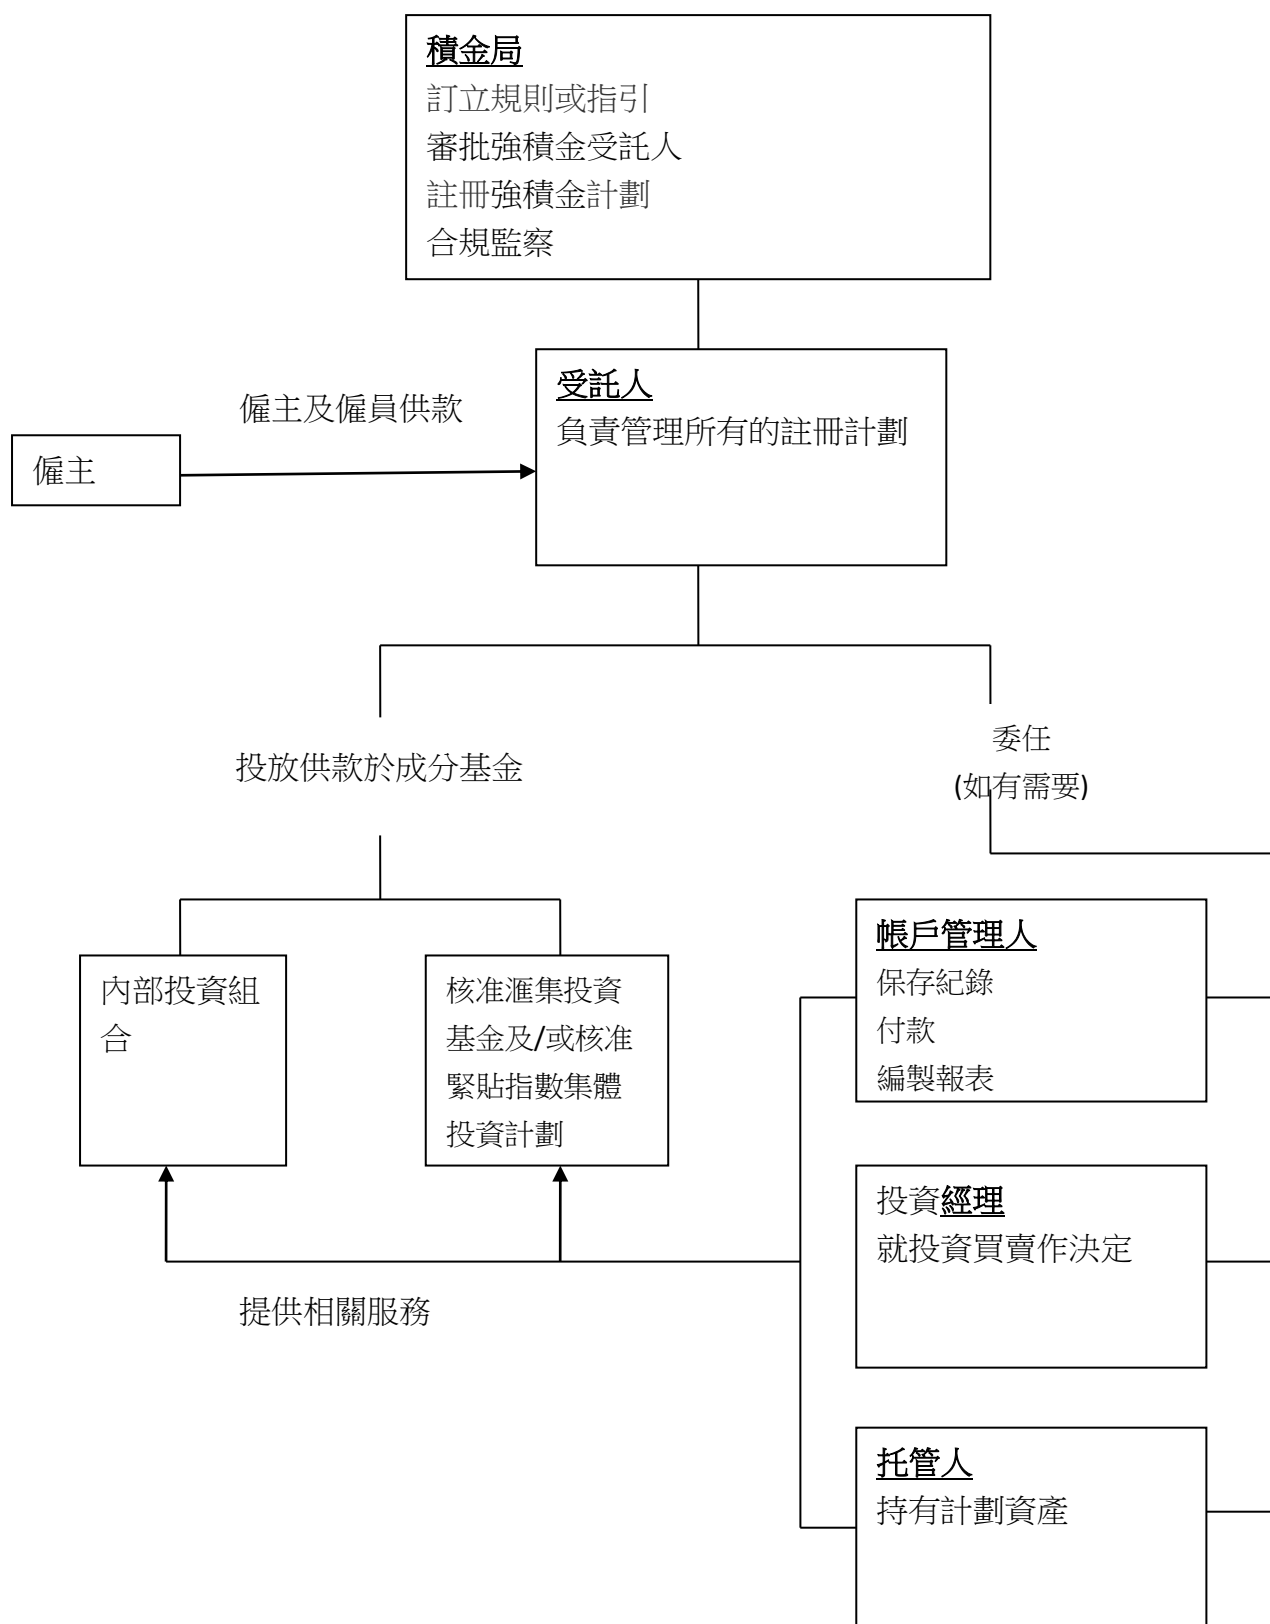 積金局
訂立規則或指引
審批強積金受託人
註冊強積金計劃
合規監察
受託人
負責管理所有的註冊計劃
僱主及僱員供款
僱主
投放供款於成分基金
委任
(如有需要)
內部投資組
合
核准滙集投資
基金及/或核准
緊貼指數集體
投資計劃
帳戶管理人
保存紀錄
付款
編製報表
投資經理
就投資買賣作決定
提供相關服務
托管人
持有計劃資產